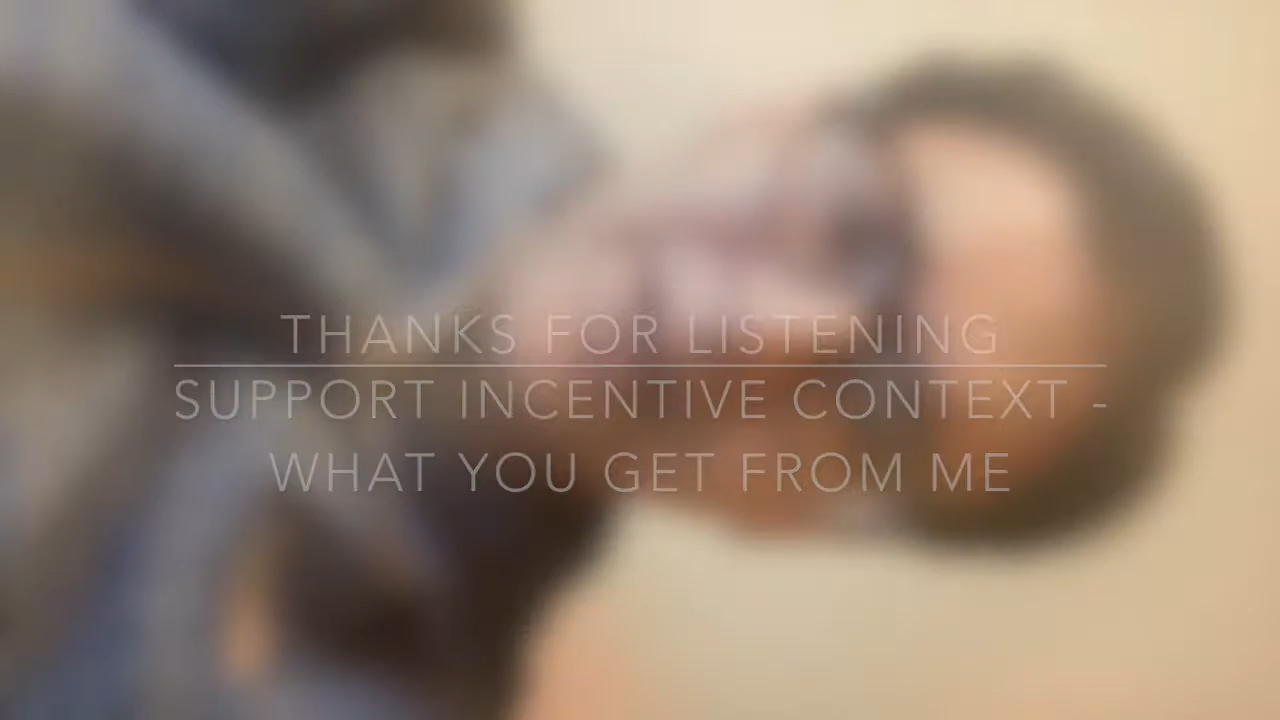 THANKS FOR LISTENING
SUPPORT INCENTIVE CONTEXT -
WHAT YOU GET FROM ME